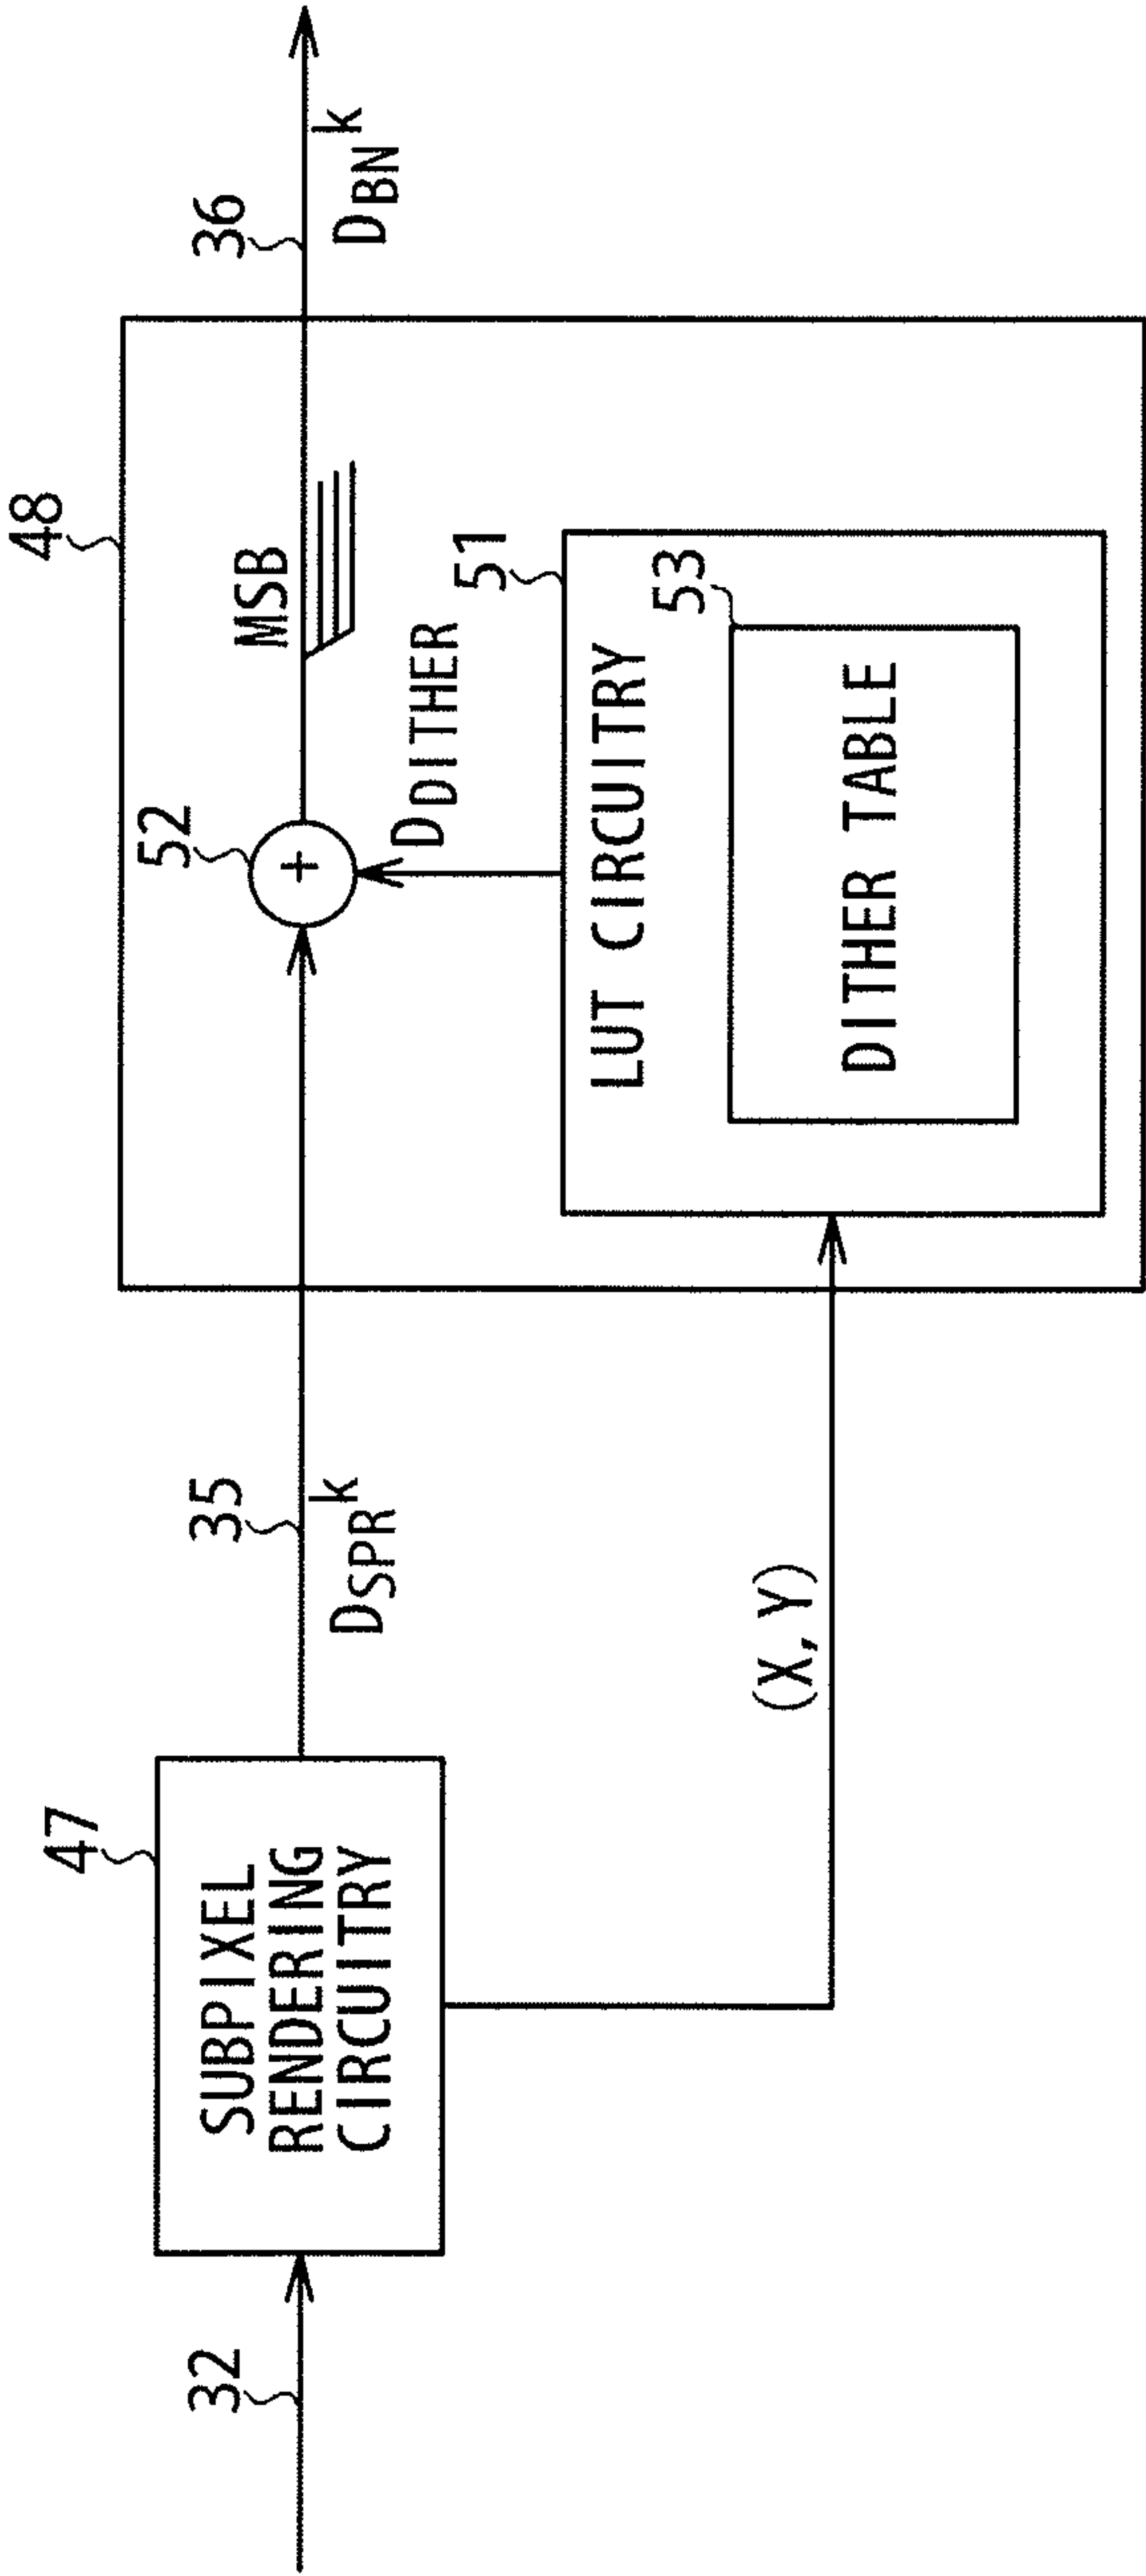 48
47
52
32
35
36
SUBPIXEL
RENDERING
CIRCUITRY
D_SPR^k
MSB
D_BN^k
D_DITHER
51
LUT CIRCUITRY
53
DITHER TABLE
(X, Y)